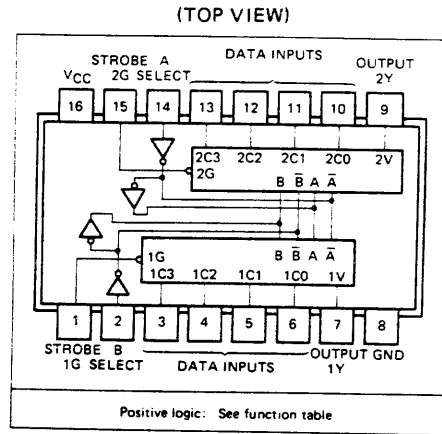 (TOP VIEW)
STROBE A DATA INPUTS OUTPUT
VCC 2G SELECT 2Y
16 15 14 13 12 11 10 9
2C3 2C2 2C1 2C0 2V
2G
B B̅ A A̅
B B̅ A A̅
1G
1C3 1C2 1C1 1C0 1V
1 2 3 4 5 6 7 8
STROBE B DATA INPUTS OUTPUT GND
1G SELECT 1Y
Positive logic: See function table